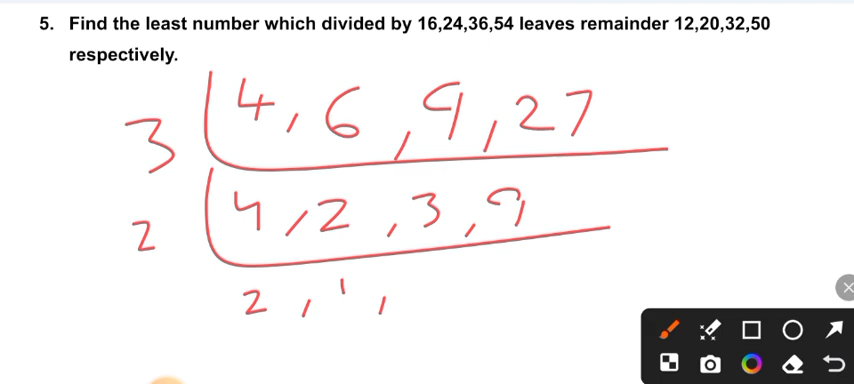 5. Find the least number which divided by 16,24,36,54 leaves remainder 12,20,32,50
respectively.
3 4, 6, 9, 27
2 4, 2, 3, 9
2, 1,